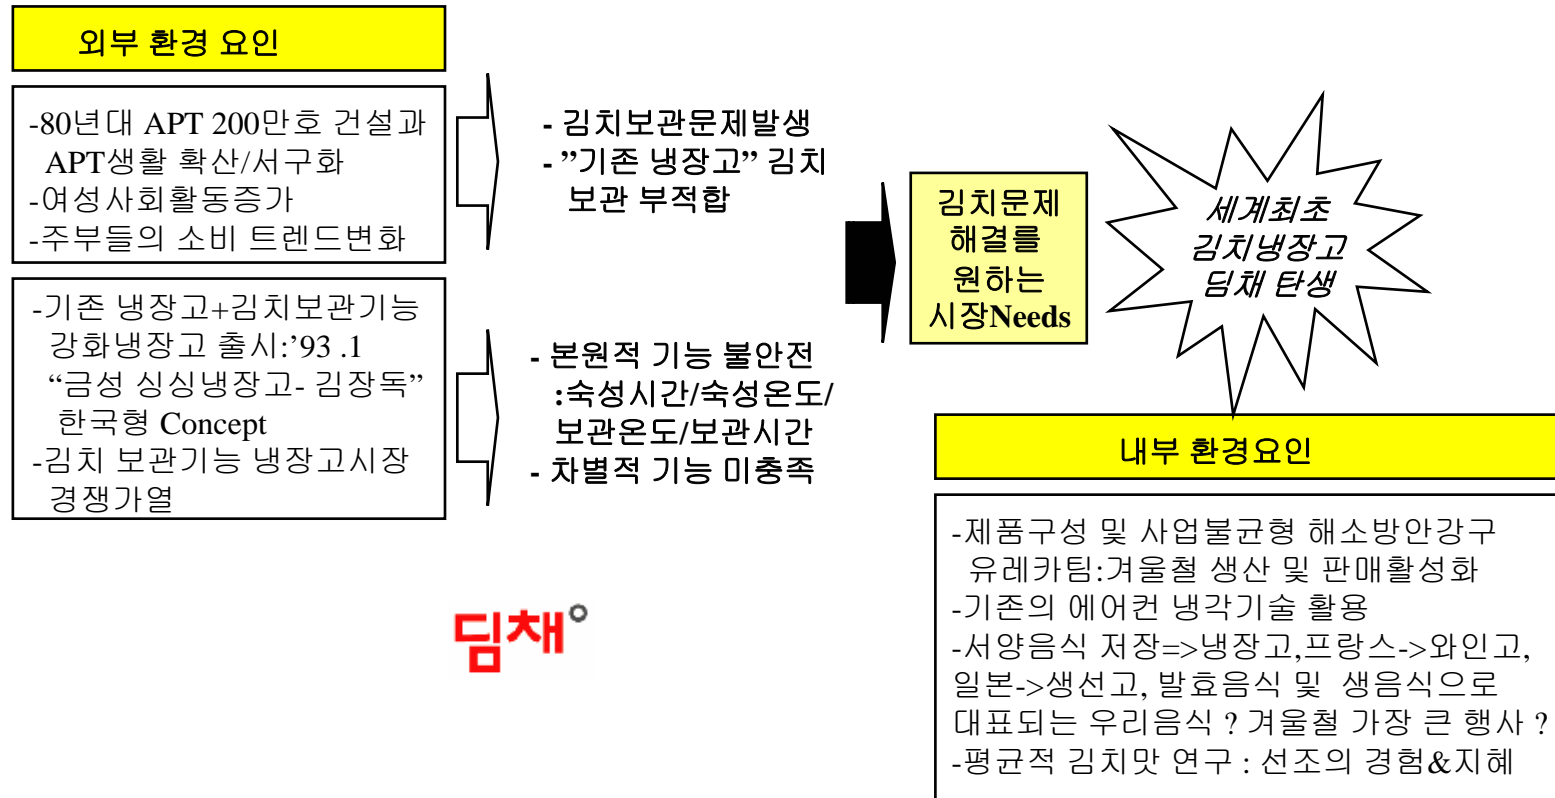 외부 환경 요인
-80년대 APT 200만호 건설과
APT생활 확산/서구화
-여성사회활동증가
-주부들의 소비 트렌드변화
- 김치보관문제발생
- ”기존 냉장고” 김치
보관 부적합
-기존 냉장고+김치보관기능
강화냉장고 출시:’93 .1
“금성 싱싱냉장고- 김장독”
한국형 Concept
-김치 보관기능 냉장고시장
경쟁가열
- 본원적 기능 불안전
:숙성시간/숙성온도/
보관온도/보관시간
- 차별적 기능 미충족
김치문제
해결를
원하는
시장Needs
세계최초
김치냉장고
딤채 탄생
내부 환경요인
-제품구성 및 사업불균형 해소방안강구
유레카팀:겨울철 생산 및 판매활성화
-기존의 에어컨 냉각기술 활용
-서양음식 저장=>냉장고,프랑스->와인고,
일본->생선고, 발효음식 및 생음식으로
대표되는 우리음식 ? 겨울철 가장 큰 행사 ?
-평균적 김치맛 연구 : 선조의 경험&지혜
딤채